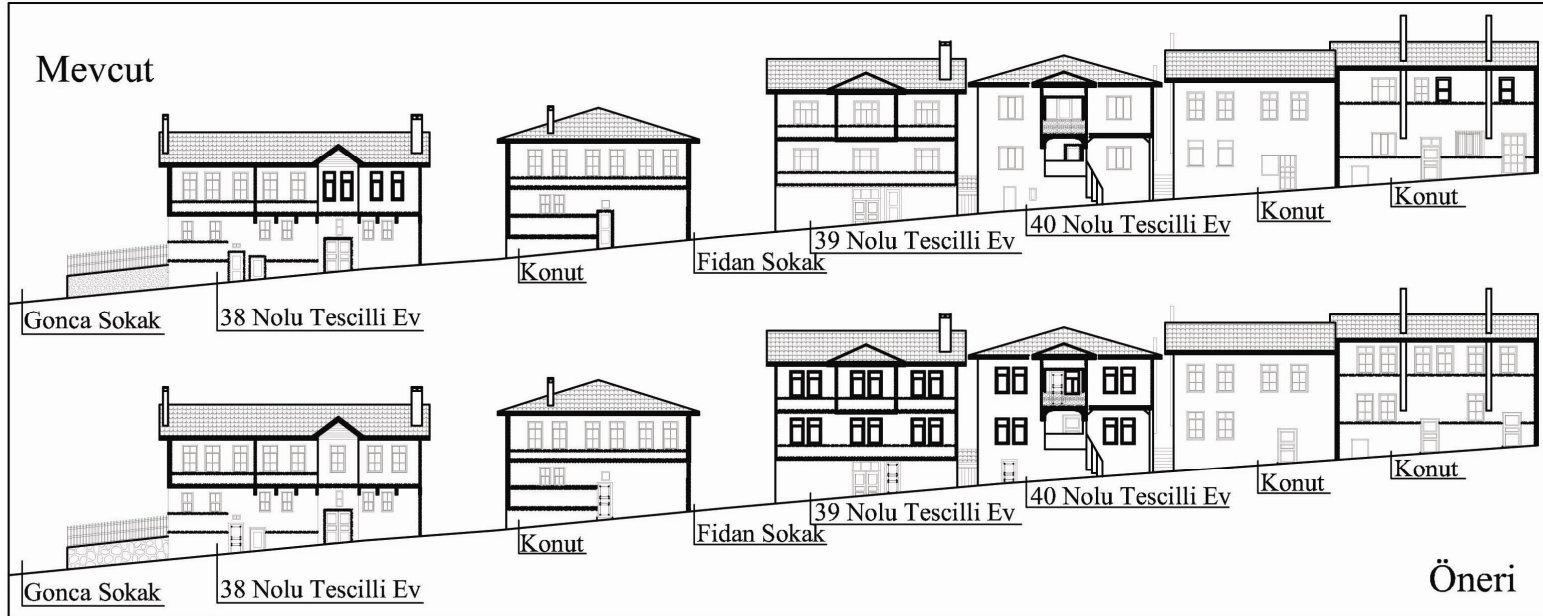 Mevcut
Gonca Sokak
38 Nolu Tescilli Ev
Konut
Fidan Sokak
39 Nolu Tescilli Ev
40 Nolu Tescilli Ev
Konut
Konut
Gonca Sokak
38 Nolu Tescilli Ev
Konut
Fidan Sokak
39 Nolu Tescilli Ev
40 Nolu Tescilli Ev
Konut
Konut
Öneri